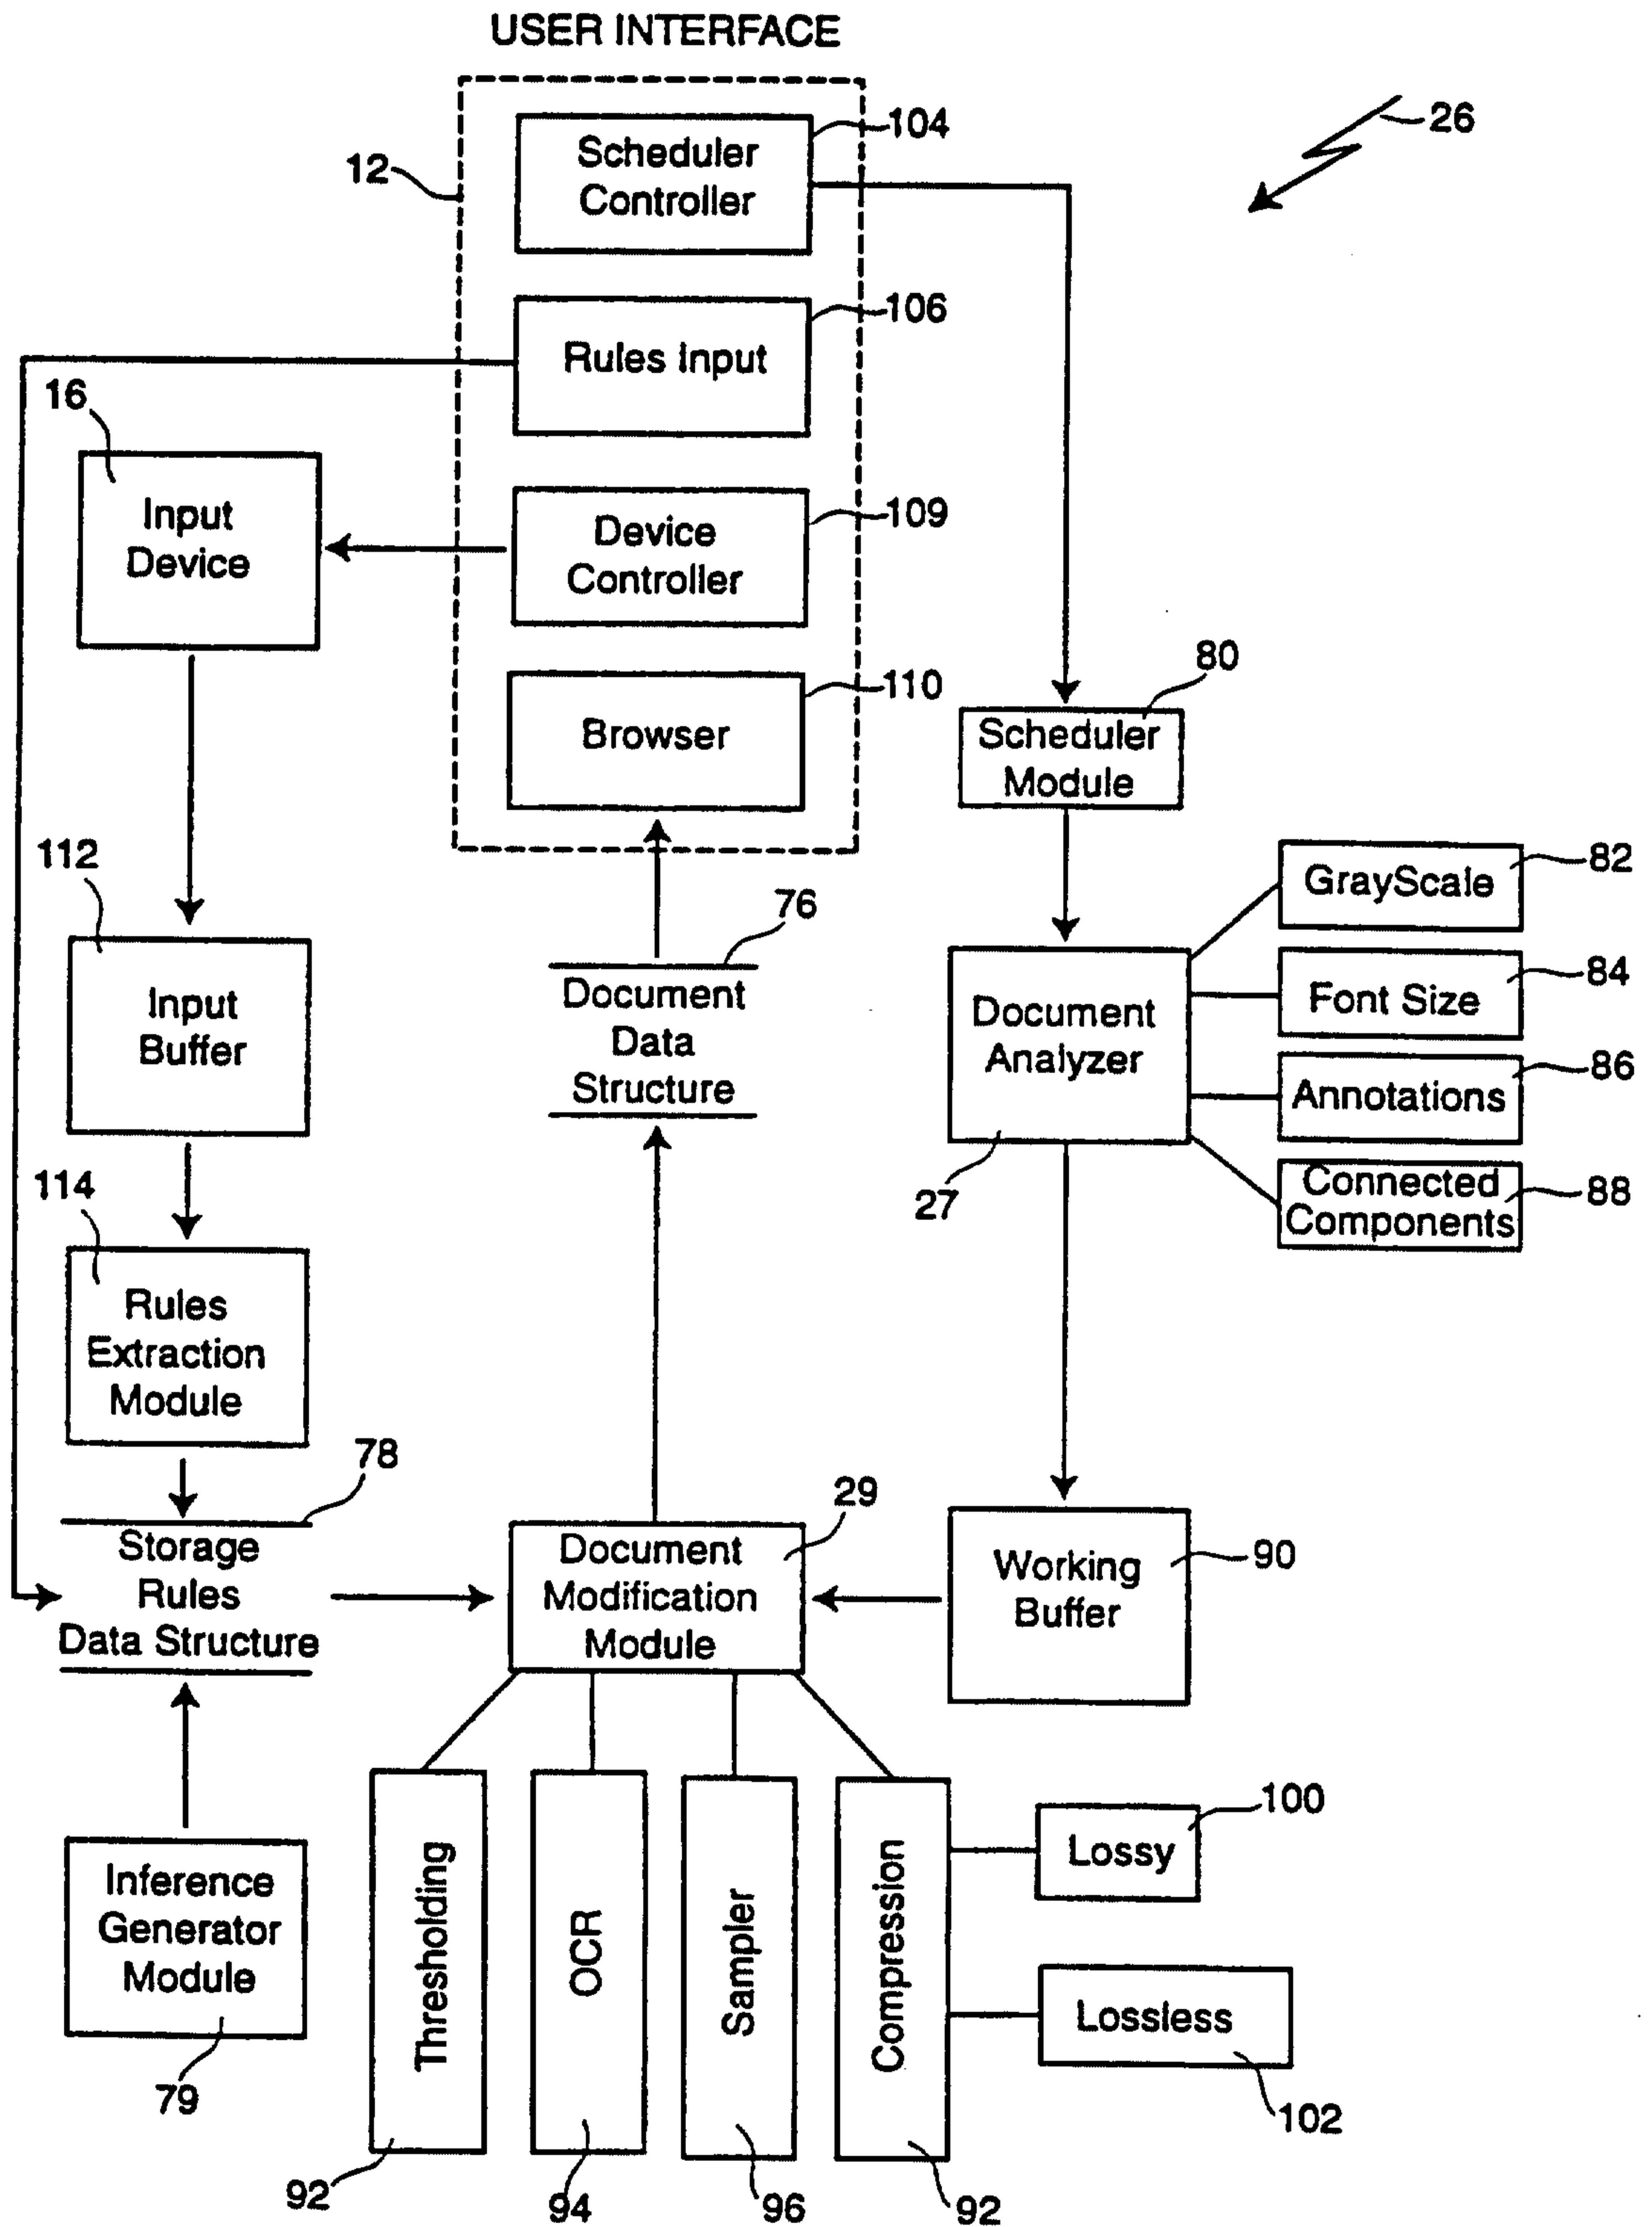 USER INTERFACE
26
12
104
Scheduler
Controller
106
Rules Input
16
Input
Device
109
Device
Controller
110
Browser
80
Scheduler
Module
112
Input
Buffer
76
Document
Data
Structure
Document
Analyzer
27
GrayScale
82
Font Size
84
Annotations
86
Connected
Components
88
114
Rules
Extraction
Module
78
Storage
Rules
Data Structure
29
Document
Modification
Module
Working
Buffer
90
Inference
Generator
Module
79
Thresholding
92
OCR
94
Sampler
96
Compression
92
Lossy
100
Lossless
102